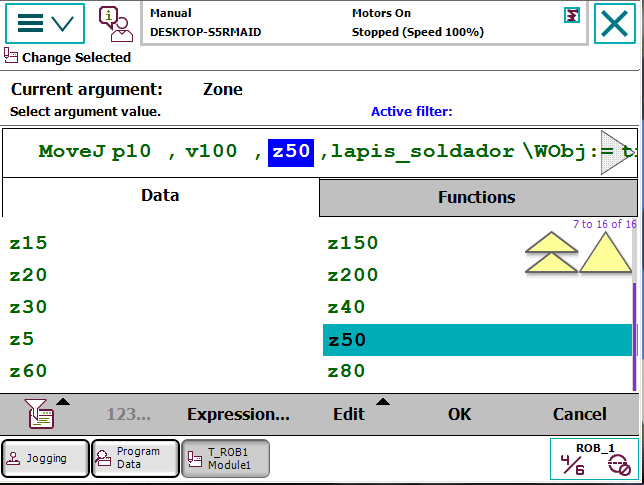 Manual
DESKTOP-S5RMAID
Motors On
Stopped (Speed 100%)
Change Selected
Current argument: Zone
Select argument value. Active filter:
MoveJ p10 , v100 , z50 ,lapis_soldador \WObj:=
Data Functions
7 to 16 of 16
z15 z150
z20 z200
z30 z40
z5 z50
z60 z80
123... Expression... Edit OK Cancel
Jogging
Program Data
T_ROB1 Module1
ROB_1
4/6